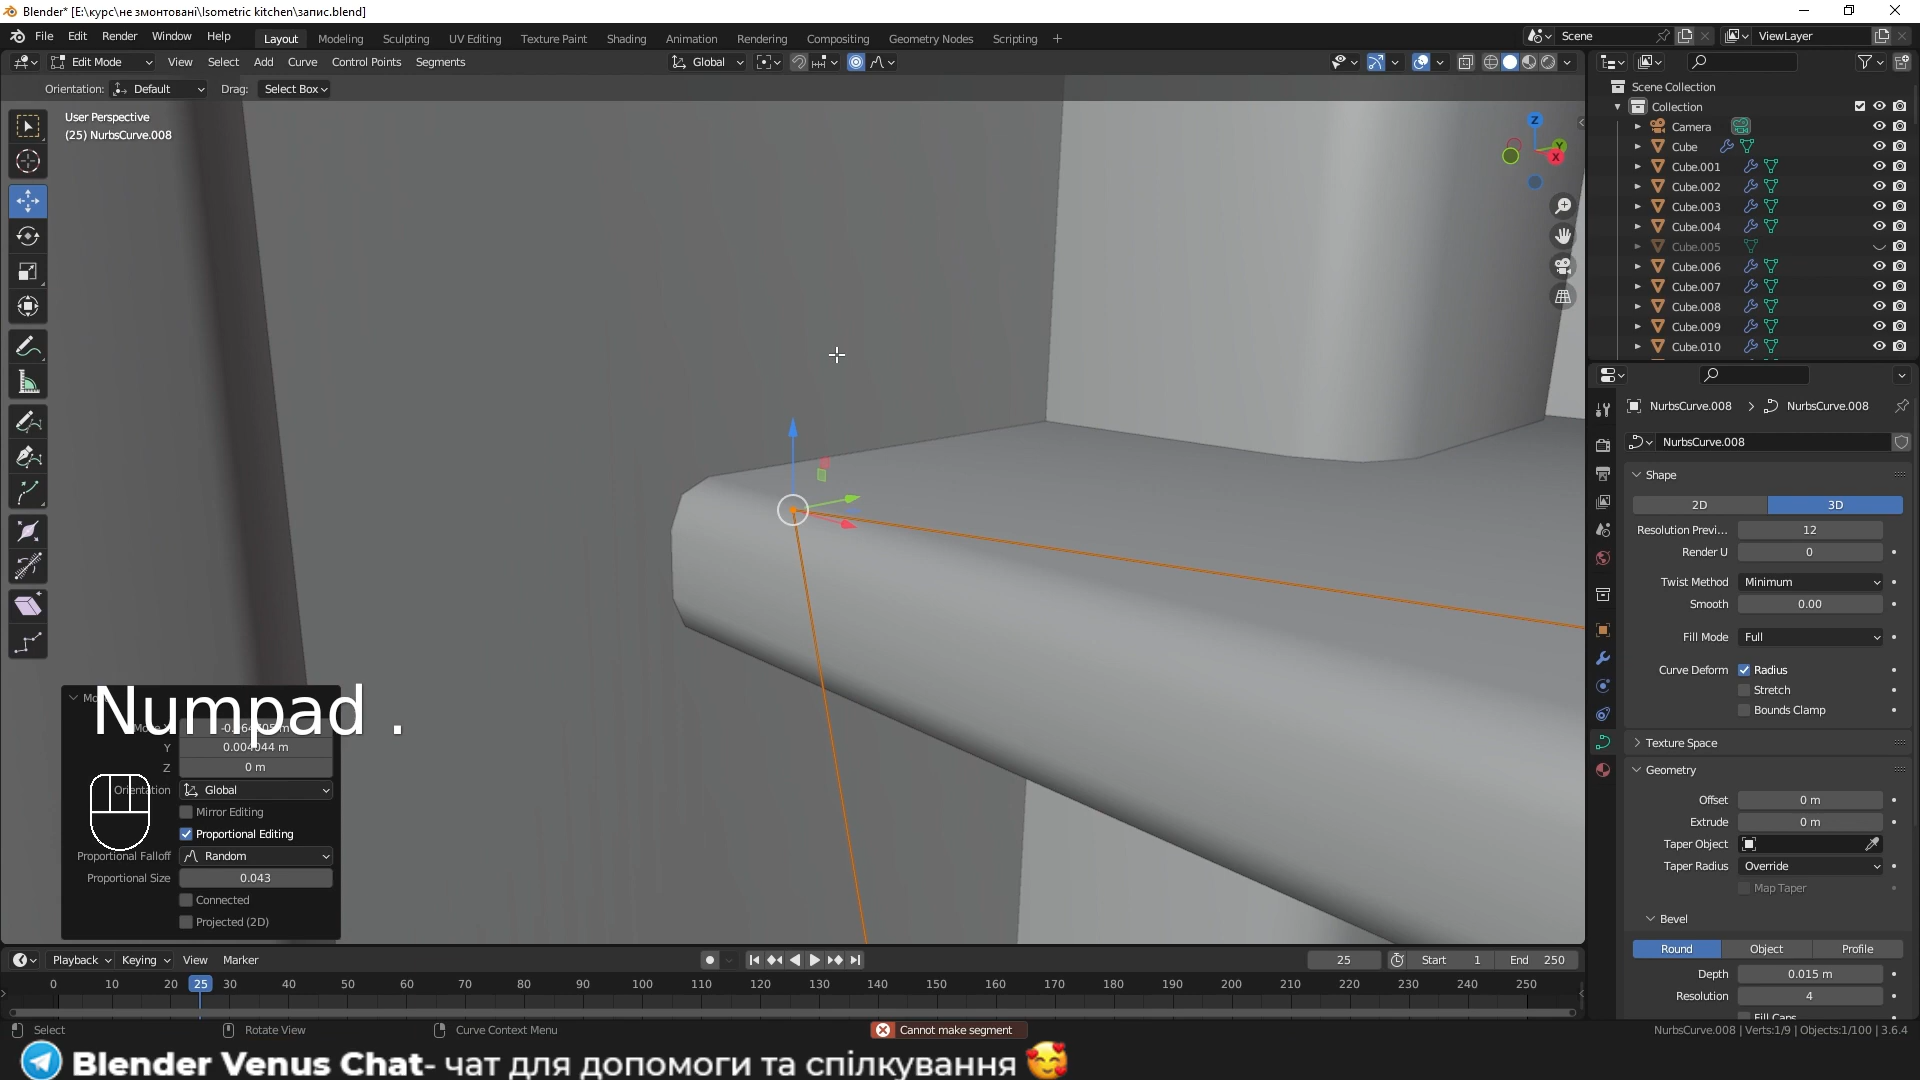 Blender* [E:\курс\не змонтовані\Isometric kitchen\запис.blend]
File Edit Render Window Help
Layout Modeling Sculpting UV Editing Texture Paint Shading Animation Rendering Compositing Geometry Nodes Scripting
Scene
ViewLayer
Edit Mode View Select Add Curve Control Points Segments
Global
Orientation: Default Drag: Select Box
User Perspective
(25) NurbsCurve.008
Z
Y
X
Scene Collection
Collection
Camera
Cube
Cube.001
Cube.002
Cube.003
Cube.004
Cube.005
Cube.006
Cube.007
Cube.008
Cube.009
Cube.010
NurbsCurve.008 > NurbsCurve.008
NurbsCurve.008
Shape
2D 3D
Resolution Previ... 12
Render U 0
Twist Method Minimum
Smooth 0.00
Fill Mode Full
Curve Deform Radius
Stretch
Bounds Clamp
Texture Space
Geometry
Offset 0 m
Extrude 0 m
Taper Object
Taper Radius Override
Map Taper
Bevel
Round Object Profile
Depth 0.015 m
Resolution 4
Fill Caps
Numpad .
Y 0.004044 m
Z 0 m
Orientation Global
Mirror Editing
Proportional Editing
Proportional Falloff Random
Proportional Size 0.043
Connected
Projected (2D)
Playback Keying View Marker
25 Start 1 End 250
0 10 20 25 30 40 50 60 70 80 90 100 110 120 130 140 150 160 170 180 190 200 210 220 230 240 250
Select Rotate View Curve Context Menu
Cannot make segment
NurbsCurve.008 | Verts:1/9 | Objects:1/100 | 3.6.4
Blender Venus Chat- чат для допомоги та спілкування